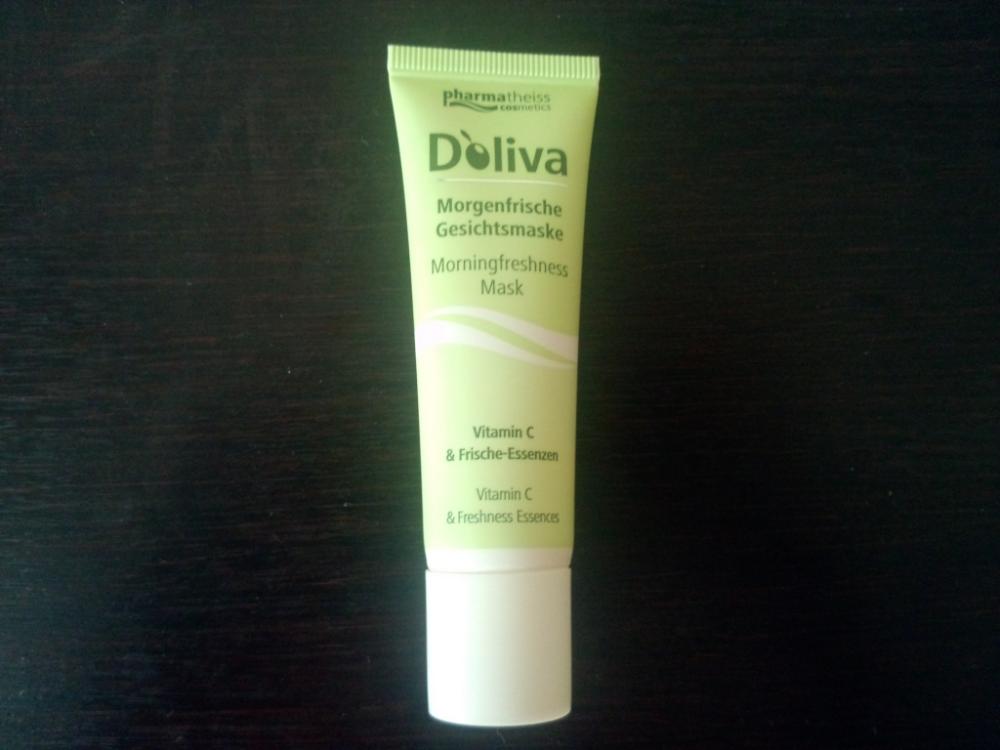 pharmatheiss
cosmetics
D'oliva
Morgenfrische
Gesichtsmaske
Morningfreshness
Mask
Vitamin C
& Frische-Essenzen
Vitamin C
& Freshness Essences